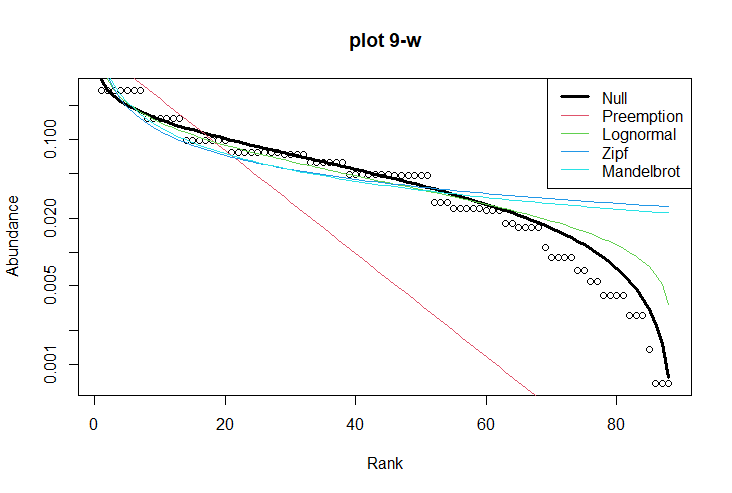 plot 9-w
Null
Preemption
Lognormal
Zipf
Mandelbrot
Abundance
0.100
0.020
0.005
0.001
0 20 40 60 80
Rank